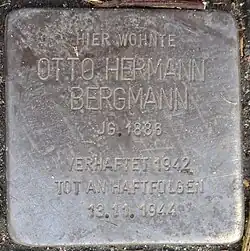 HIER WOHNTE
OTTO HERMANN
BERGMANN
JG. 1886
VERHAFTET 1942
TOT AN HAFTFOLGEN
13.11.1944